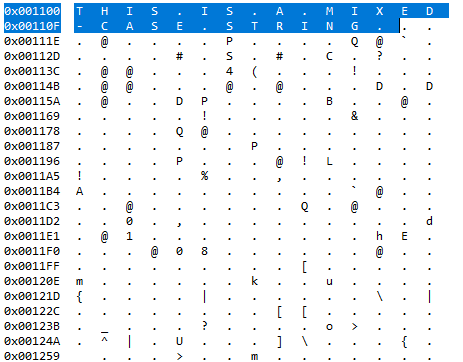 0x001100 T H I S . I S . A . M I X E D
0x00110F - C A S E . S T R I N G . . .
0x00111E . @ . . . . P . . . . Q @ ` .
0x00112D . . . . # . S . # . C . ? . .
0x00113C . @ @ . . . 4 ( . . . ! . . .
0x00114B . @ @ . . . @ . @ . . . D . D
0x00115A . @ . . D P . . . . B . . @ .
0x001169 . . . . . ! . . . . . & . . .
0x001178 . . . . Q @ . . . . . . . . .
0x001187 . . . . . . . P . . . . . . .
0x001196 . . . . P . . . @ ! L . . . .
0x0011A5 ! . . . . % . . , . . . . . .
0x0011B4 A . . . . . . . . . . ` @ . .
0x0011C3 . . @ . . . . . . Q . @ . . .
0x0011D2 . . 0 . , . . . . . . . . . d
0x0011E1 . @ 1 . . . . . . . . . h E .
0x0011F0 . . . @ 0 8 . . . . . . @ . .
0x0011FF . . . . . . . . . [ . . . . .
0x00120E m . . . . . . k . . u . . . .
0x00121D { . . . . | . . . . . . \ . |
0x00122C . . . . . . . . [ [ . . . . .
0x00123B . _ . . . ? . . . . o > . . .
0x00124A . ^ | . U . . . ] \ . . . { .
0x001259 . . . . > . . m . . . . . . .